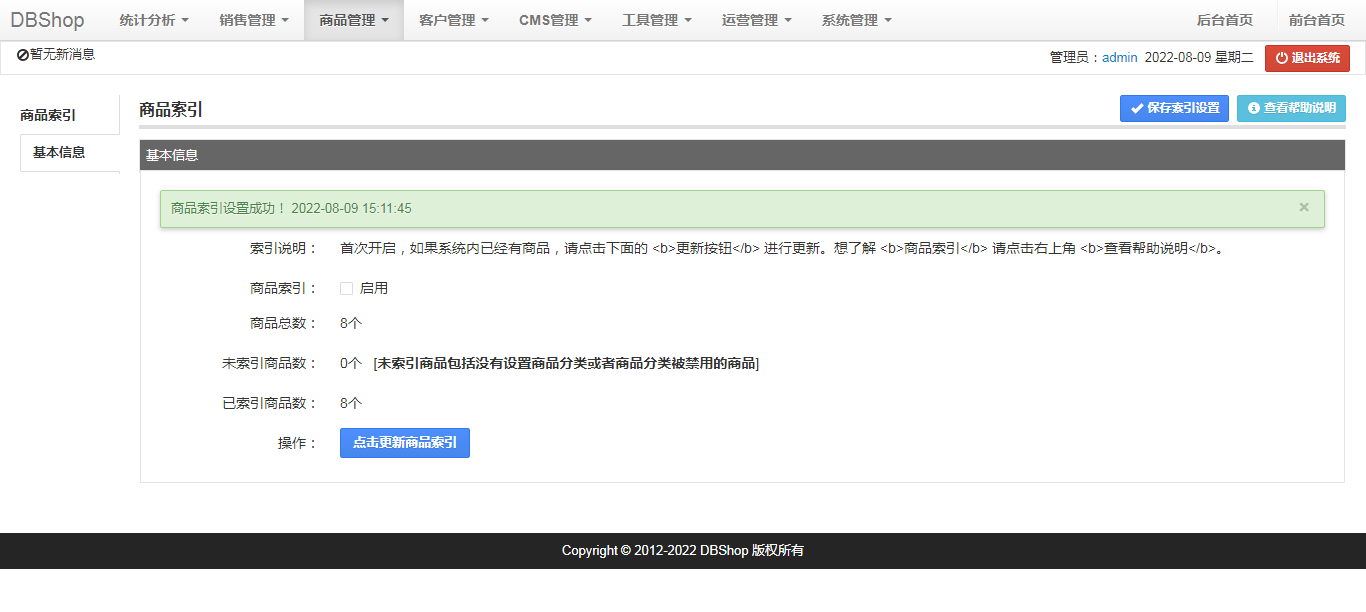 DBShop 统计分析 销售管理 商品管理 客户管理 CMS管理 工具管理 运营管理 系统管理 后台首页 前台首页
暂无新消息 管理员：admin 2022-08-09 星期二 退出系统
商品索引 商品索引 保存索引设置 查看帮助说明
基本信息 基本信息
商品索引设置成功！ 2022-08-09 15:11:45 ×
索引说明： 首次开启，如果系统内已经有商品，请点击下面的 <b>更新按钮</b> 进行更新。想了解 <b>商品索引</b> 请点击右上角 <b>查看帮助说明</b>。
商品索引： 启用
商品总数： 8个
未索引商品数： 0个 [未索引商品包括没有设置商品分类或者商品分类被禁用的商品]
已索引商品数： 8个
操作： 点击更新商品索引
Copyright © 2012-2022 DBShop 版权所有